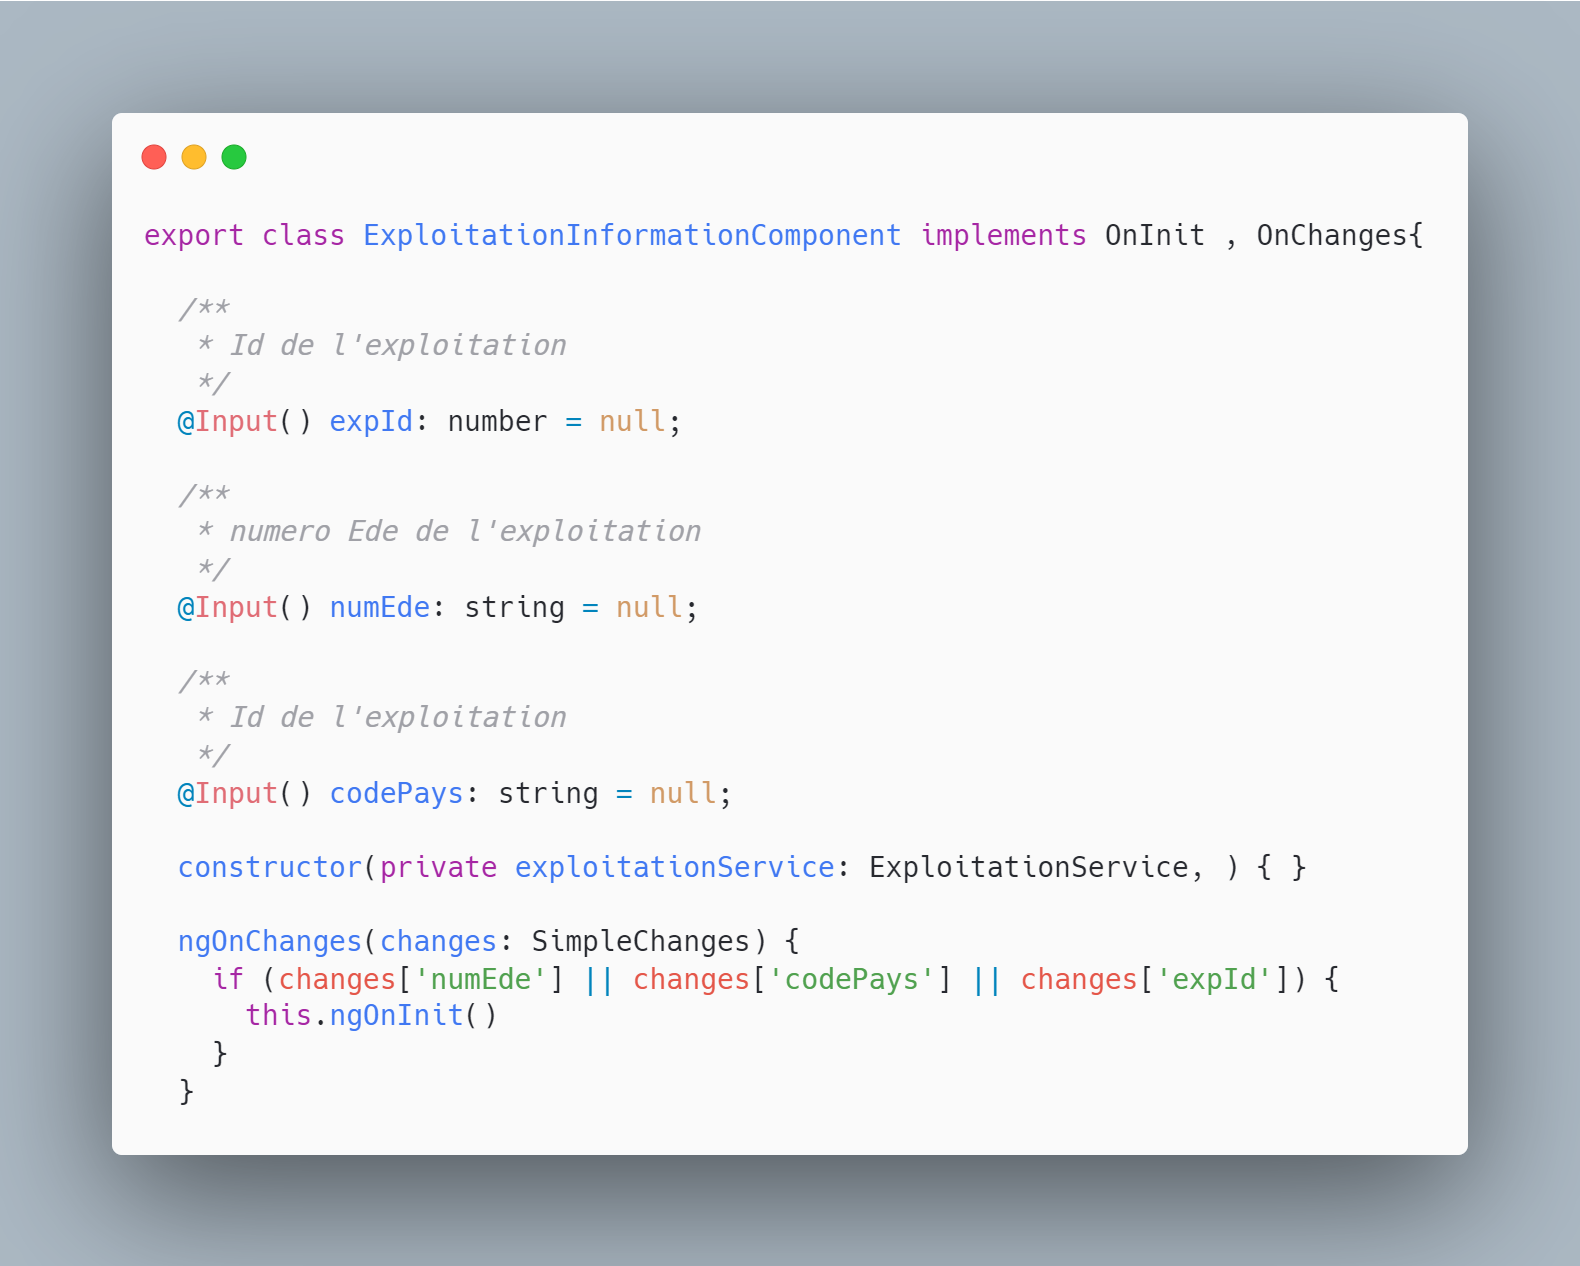 export class ExploitationInformationComponent implements OnInit , OnChanges{
/**
* Id de l'exploitation
*/
@Input() expId: number = null;
/**
* numero Ede de l'exploitation
*/
@Input() numEde: string = null;
/**
* Id de l'exploitation
*/
@Input() codePays: string = null;
constructor(private exploitationService: ExploitationService, ) { }
ngOnChanges(changes: SimpleChanges) {
if (changes['numEde'] || changes['codePays'] || changes['expId']) {
this.ngOnInit()
}
}